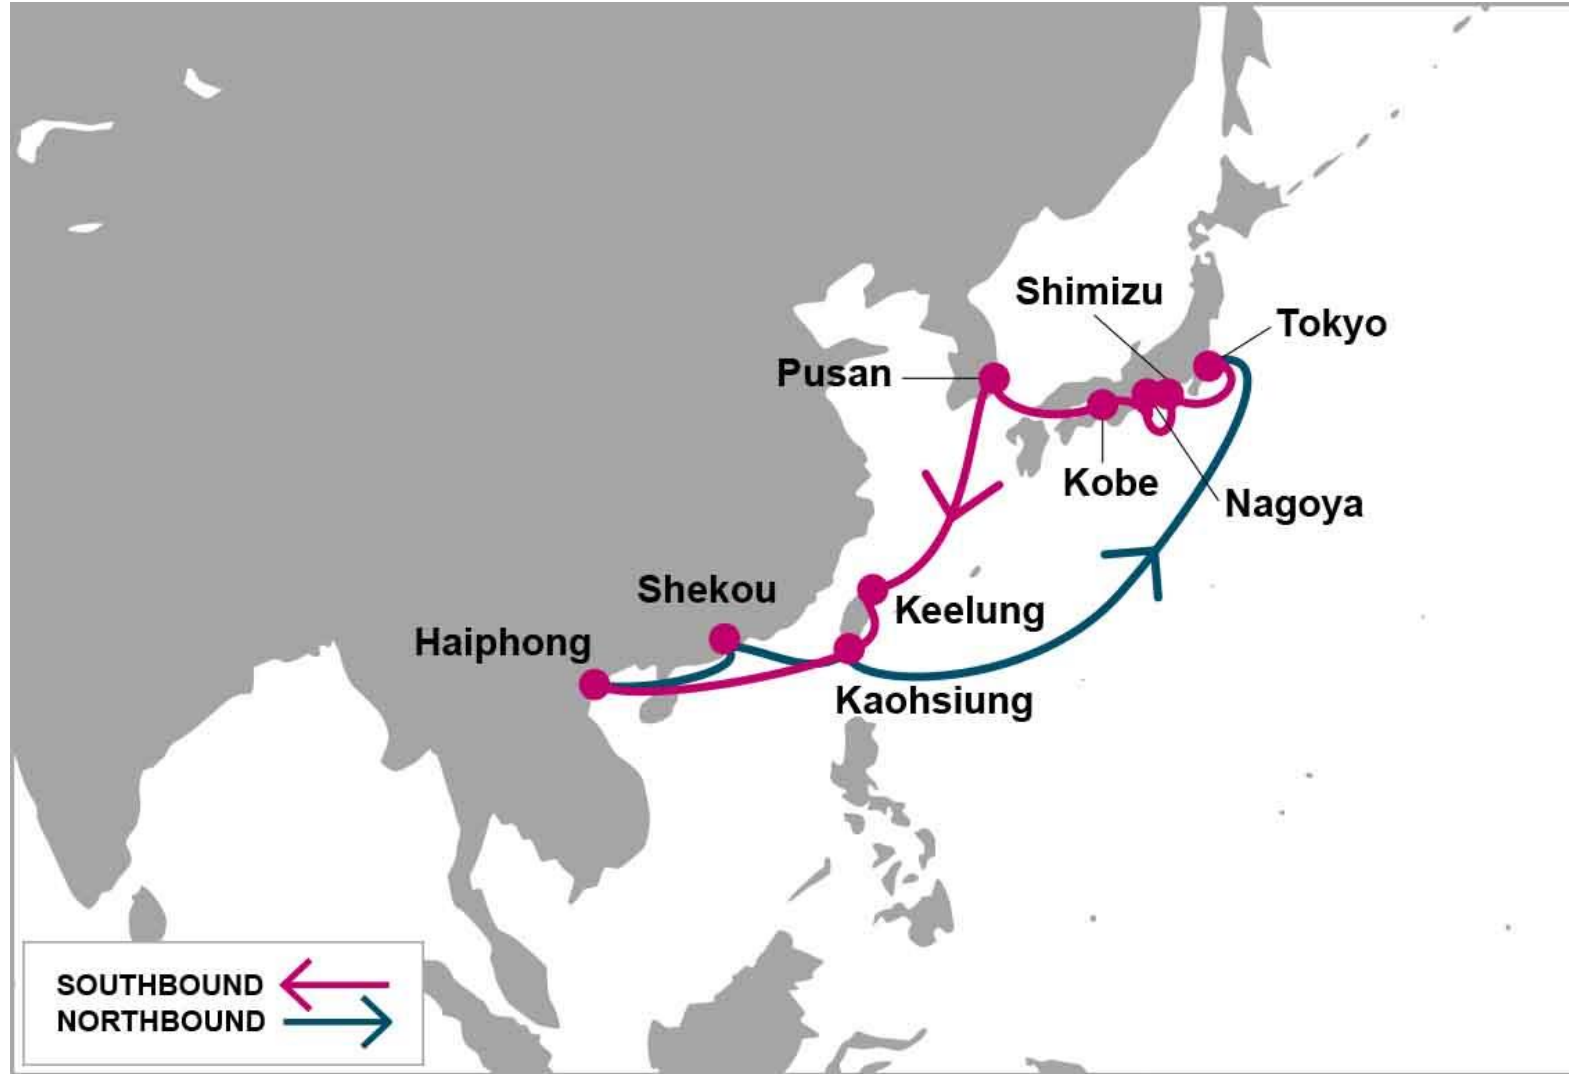 Shimizu
Tokyo
Pusan
Kobe
Nagoya
Shekou
Keelung
Haiphong
Kaohsiung
SOUTHBOUND
NORTHBOUND